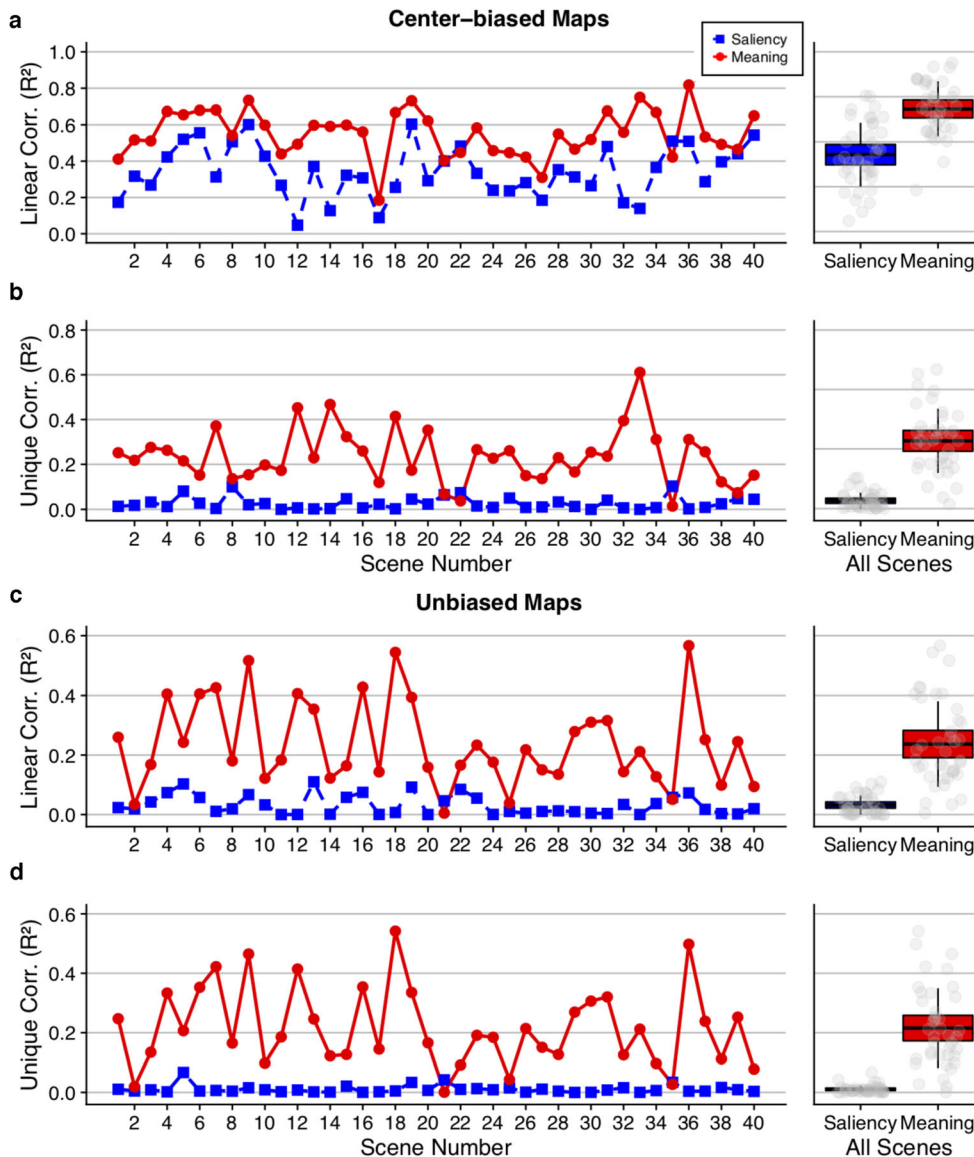 a
Center–biased Maps
Saliency
Meaning
Linear Corr. (R²)
1.0
0.8
0.6
0.4
0.2
0.0
2 4 6 8 10 12 14 16 18 20 22 24 26 28 30 32 34 36 38 40
Saliency Meaning
b
Unique Corr. (R²)
0.8
0.6
0.4
0.2
0.0
2 4 6 8 10 12 14 16 18 20 22 24 26 28 30 32 34 36 38 40
Saliency Meaning
Scene Number
All Scenes
c
Unbiased Maps
Linear Corr. (R²)
0.6
0.4
0.2
0.0
2 4 6 8 10 12 14 16 18 20 22 24 26 28 30 32 34 36 38 40
Saliency Meaning
d
Unique Corr. (R²)
0.6
0.4
0.2
0.0
2 4 6 8 10 12 14 16 18 20 22 24 26 28 30 32 34 36 38 40
Saliency Meaning
Scene Number
All Scenes